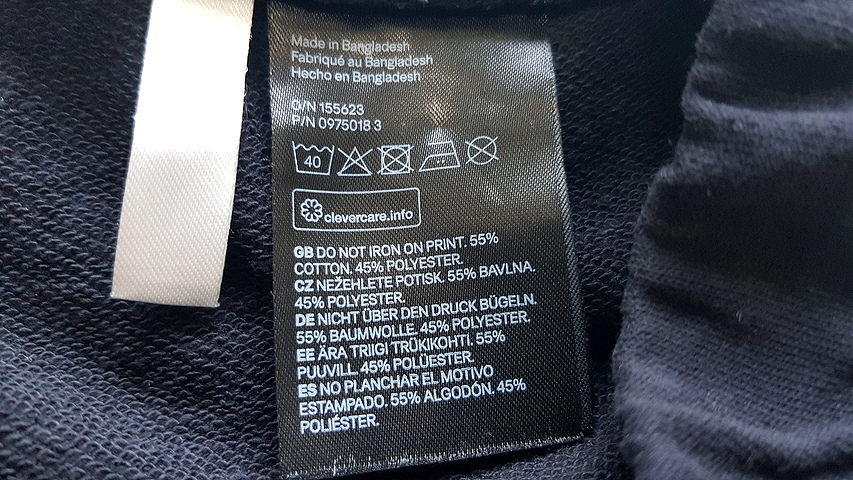 Made in Bangladesh
Fabriqué au Bangladesh
Hecho en Bangladesh
O/N 155623
P/N 0975018 3
40
clevercare.info
GB DO NOT IRON ON PRINT. 55%
COTTON. 45% POLYESTER.
CZ NEŽEHLETE POTISK. 55% BAVLNA.
45% POLYESTER.
DE NICHT ÜBER DEN DRUCK BÜGELN.
55% BAUMWOLLE. 45% POLYESTER.
EE ÄRA TRIIGI TRÜKIKOHTI. 55%
PUUVILL. 45% POLÜESTER.
ES NO PLANCHAR EL MOTIVO
ESTAMPADO. 55% ALGODÓN. 45%
POLIÉSTER.